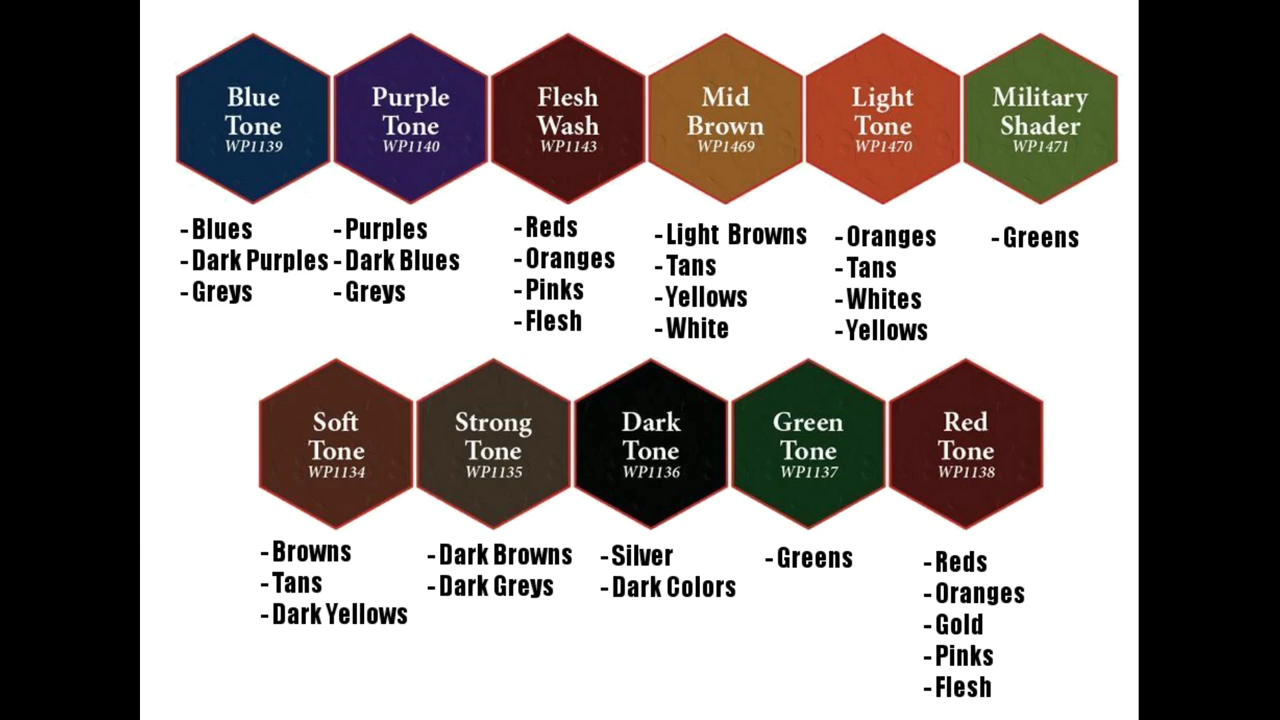 Blue
Tone
WP1139
Purple
Tone
WP1140
Flesh
Wash
WP1143
Mid
Brown
WP1469
Light
Tone
WP1470
Military
Shader
WP1471
-Blues
-Dark Purples
-Greys
-Purples
-Dark Blues
-Greys
-Reds
-Oranges
-Pinks
-Flesh
-Light Browns
-Tans
-Yellows
-White
-Oranges
-Tans
-Whites
-Yellows
-Greens
Soft
Tone
WP1134
Strong
Tone
WP1135
Dark
Tone
WP1136
Green
Tone
WP1137
Red
Tone
WP1138
-Browns
-Tans
-Dark Yellows
-Dark Browns
-Dark Greys
-Silver
-Dark Colors
-Greens
-Reds
-Oranges
-Gold
-Pinks
-Flesh